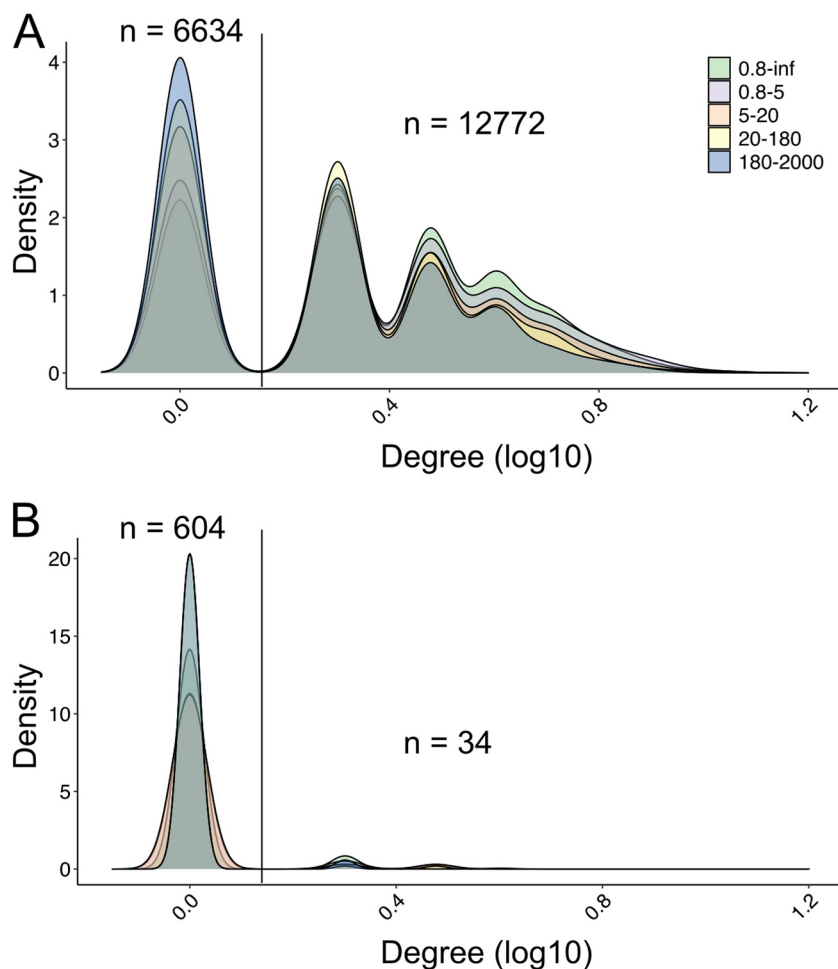 A
n = 6634
n = 12772
0.8-inf
0.8-5
5-20
20-180
180-2000
4
3
2
1
0
Density
0.0
0.4
0.8
1.2
Degree (log10)
B
n = 604
n = 34
20
15
10
5
0
Density
0.0
0.4
0.8
1.2
Degree (log10)